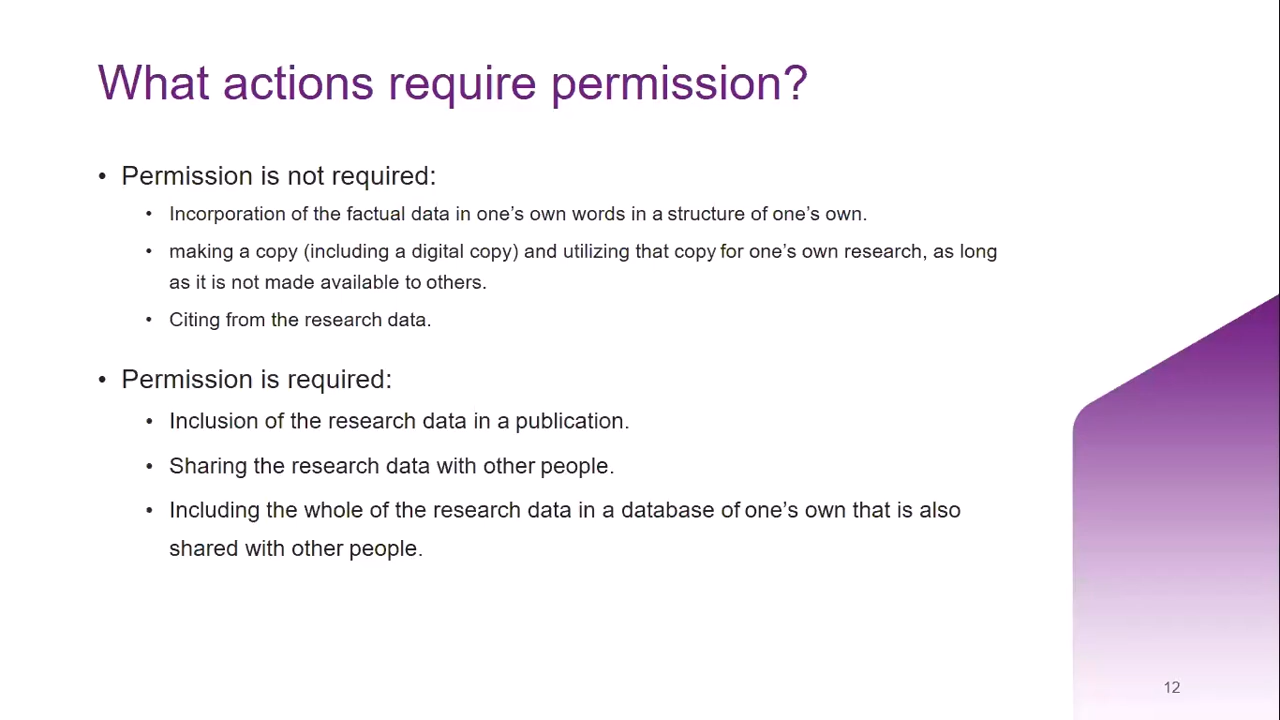 What actions require permission?
• Permission is not required:
• Incorporation of the factual data in one’s own words in a structure of one’s own.
• making a copy (including a digital copy) and utilizing that copy for one’s own research, as long
as it is not made available to others.
• Citing from the research data.
• Permission is required:
• Inclusion of the research data in a publication.
• Sharing the research data with other people.
• Including the whole of the research data in a database of one’s own that is also
shared with other people.
12